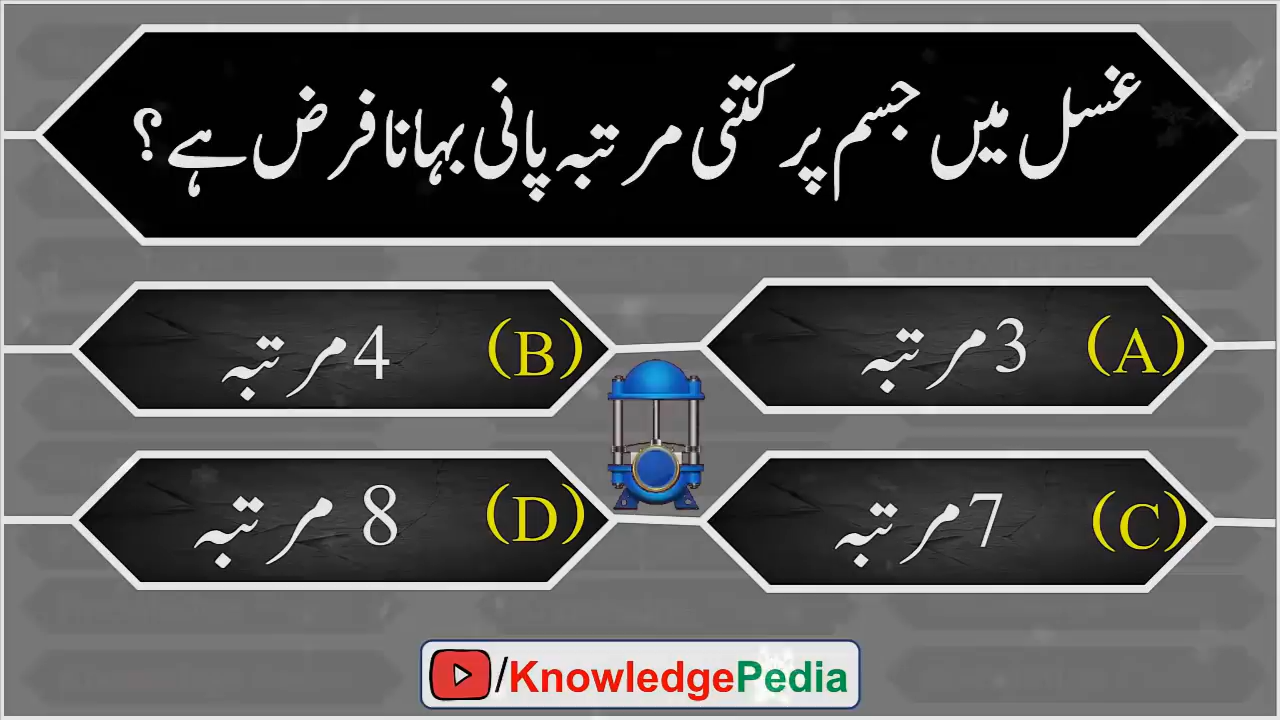 غسل میں جسم پر کتنی مرتبہ پانی بہانا فرض ہے؟
(A) 3 مرتبہ
(B) 4 مرتبہ
(C) 7 مرتبہ
(D) 8 مرتبہ
/KnowledgePedia